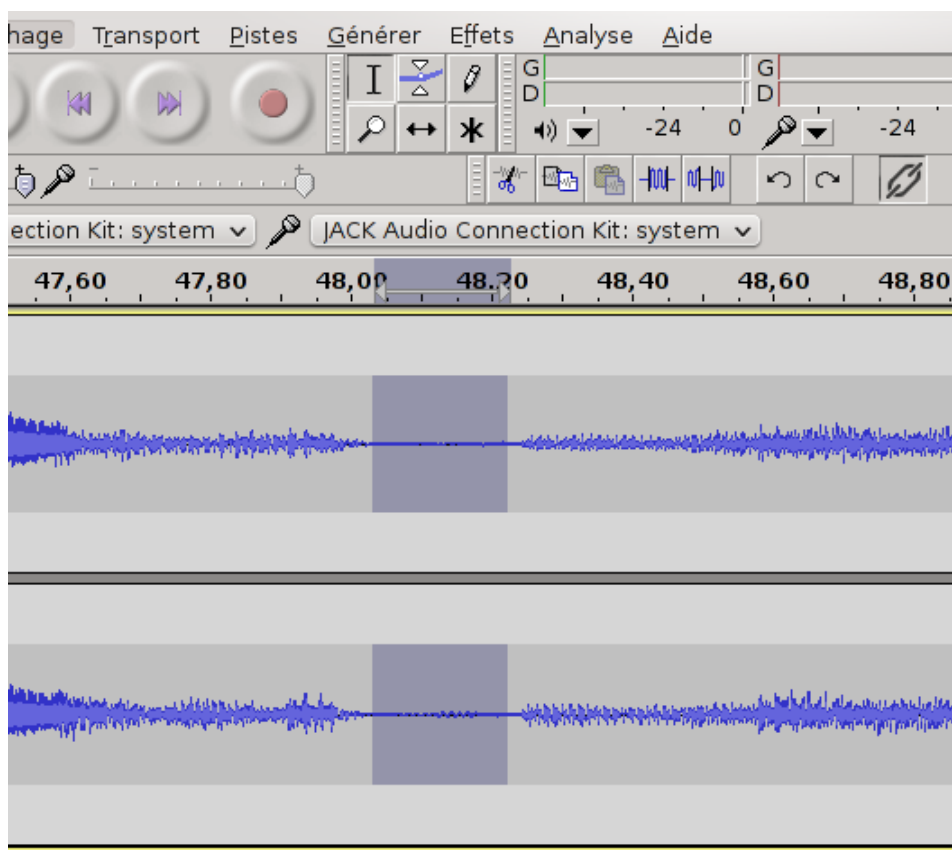 hage Transport Pistes Générer Effets Analyse Aide
G G
D D
-24 0 -24
ection Kit: system JACK Audio Connection Kit: system
47,60 47,80 48,00 48,20 48,40 48,60 48,80